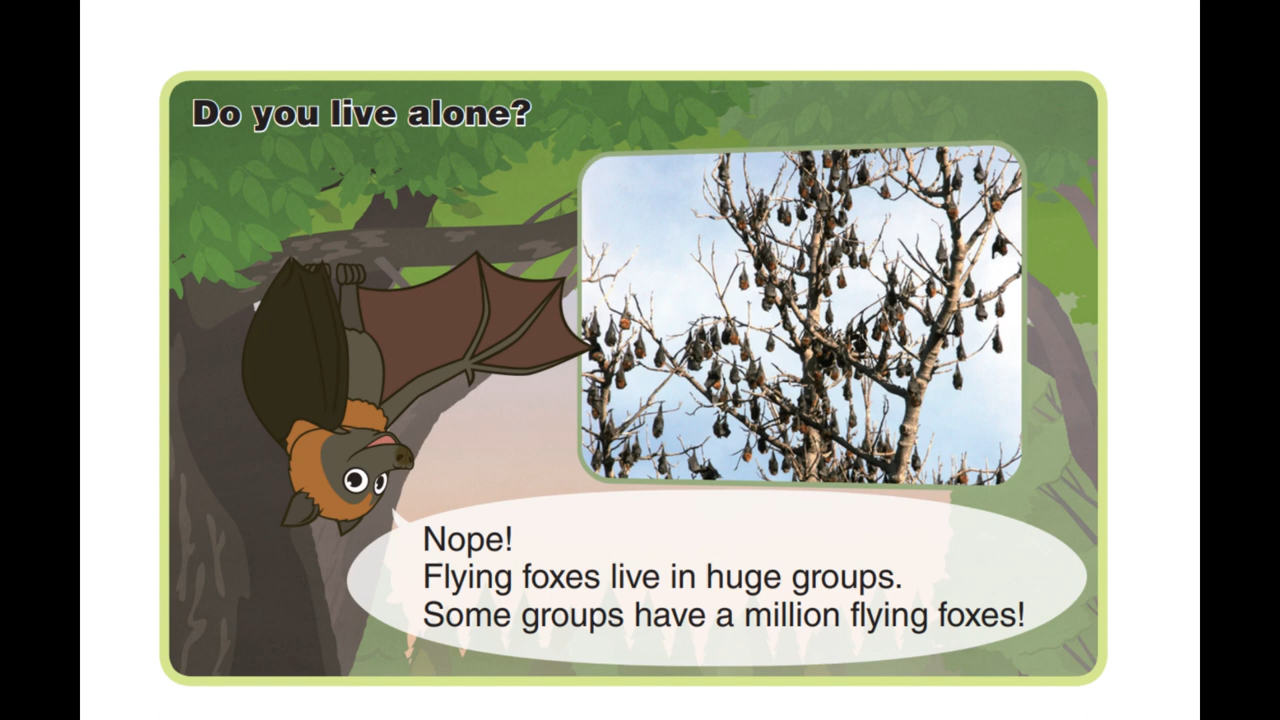 Do you live alone?
Nope!
Flying foxes live in huge groups.
Some groups have a million flying foxes!